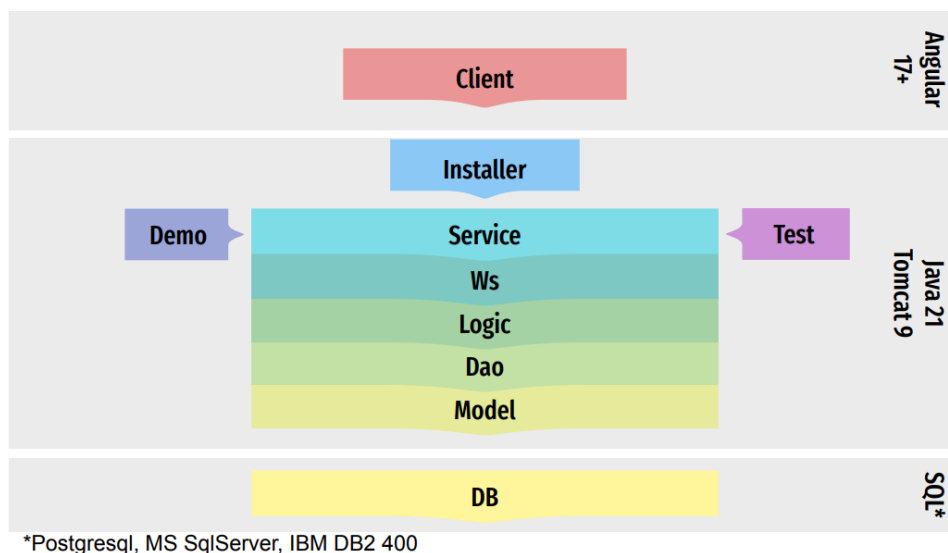 Client
Angular
17+
Installer
Demo
Service
Test
Ws
Logic
Dao
Model
Java 21
Tomcat 9
DB
SQL*
*Postgresql, MS SqlServer, IBM DB2 400